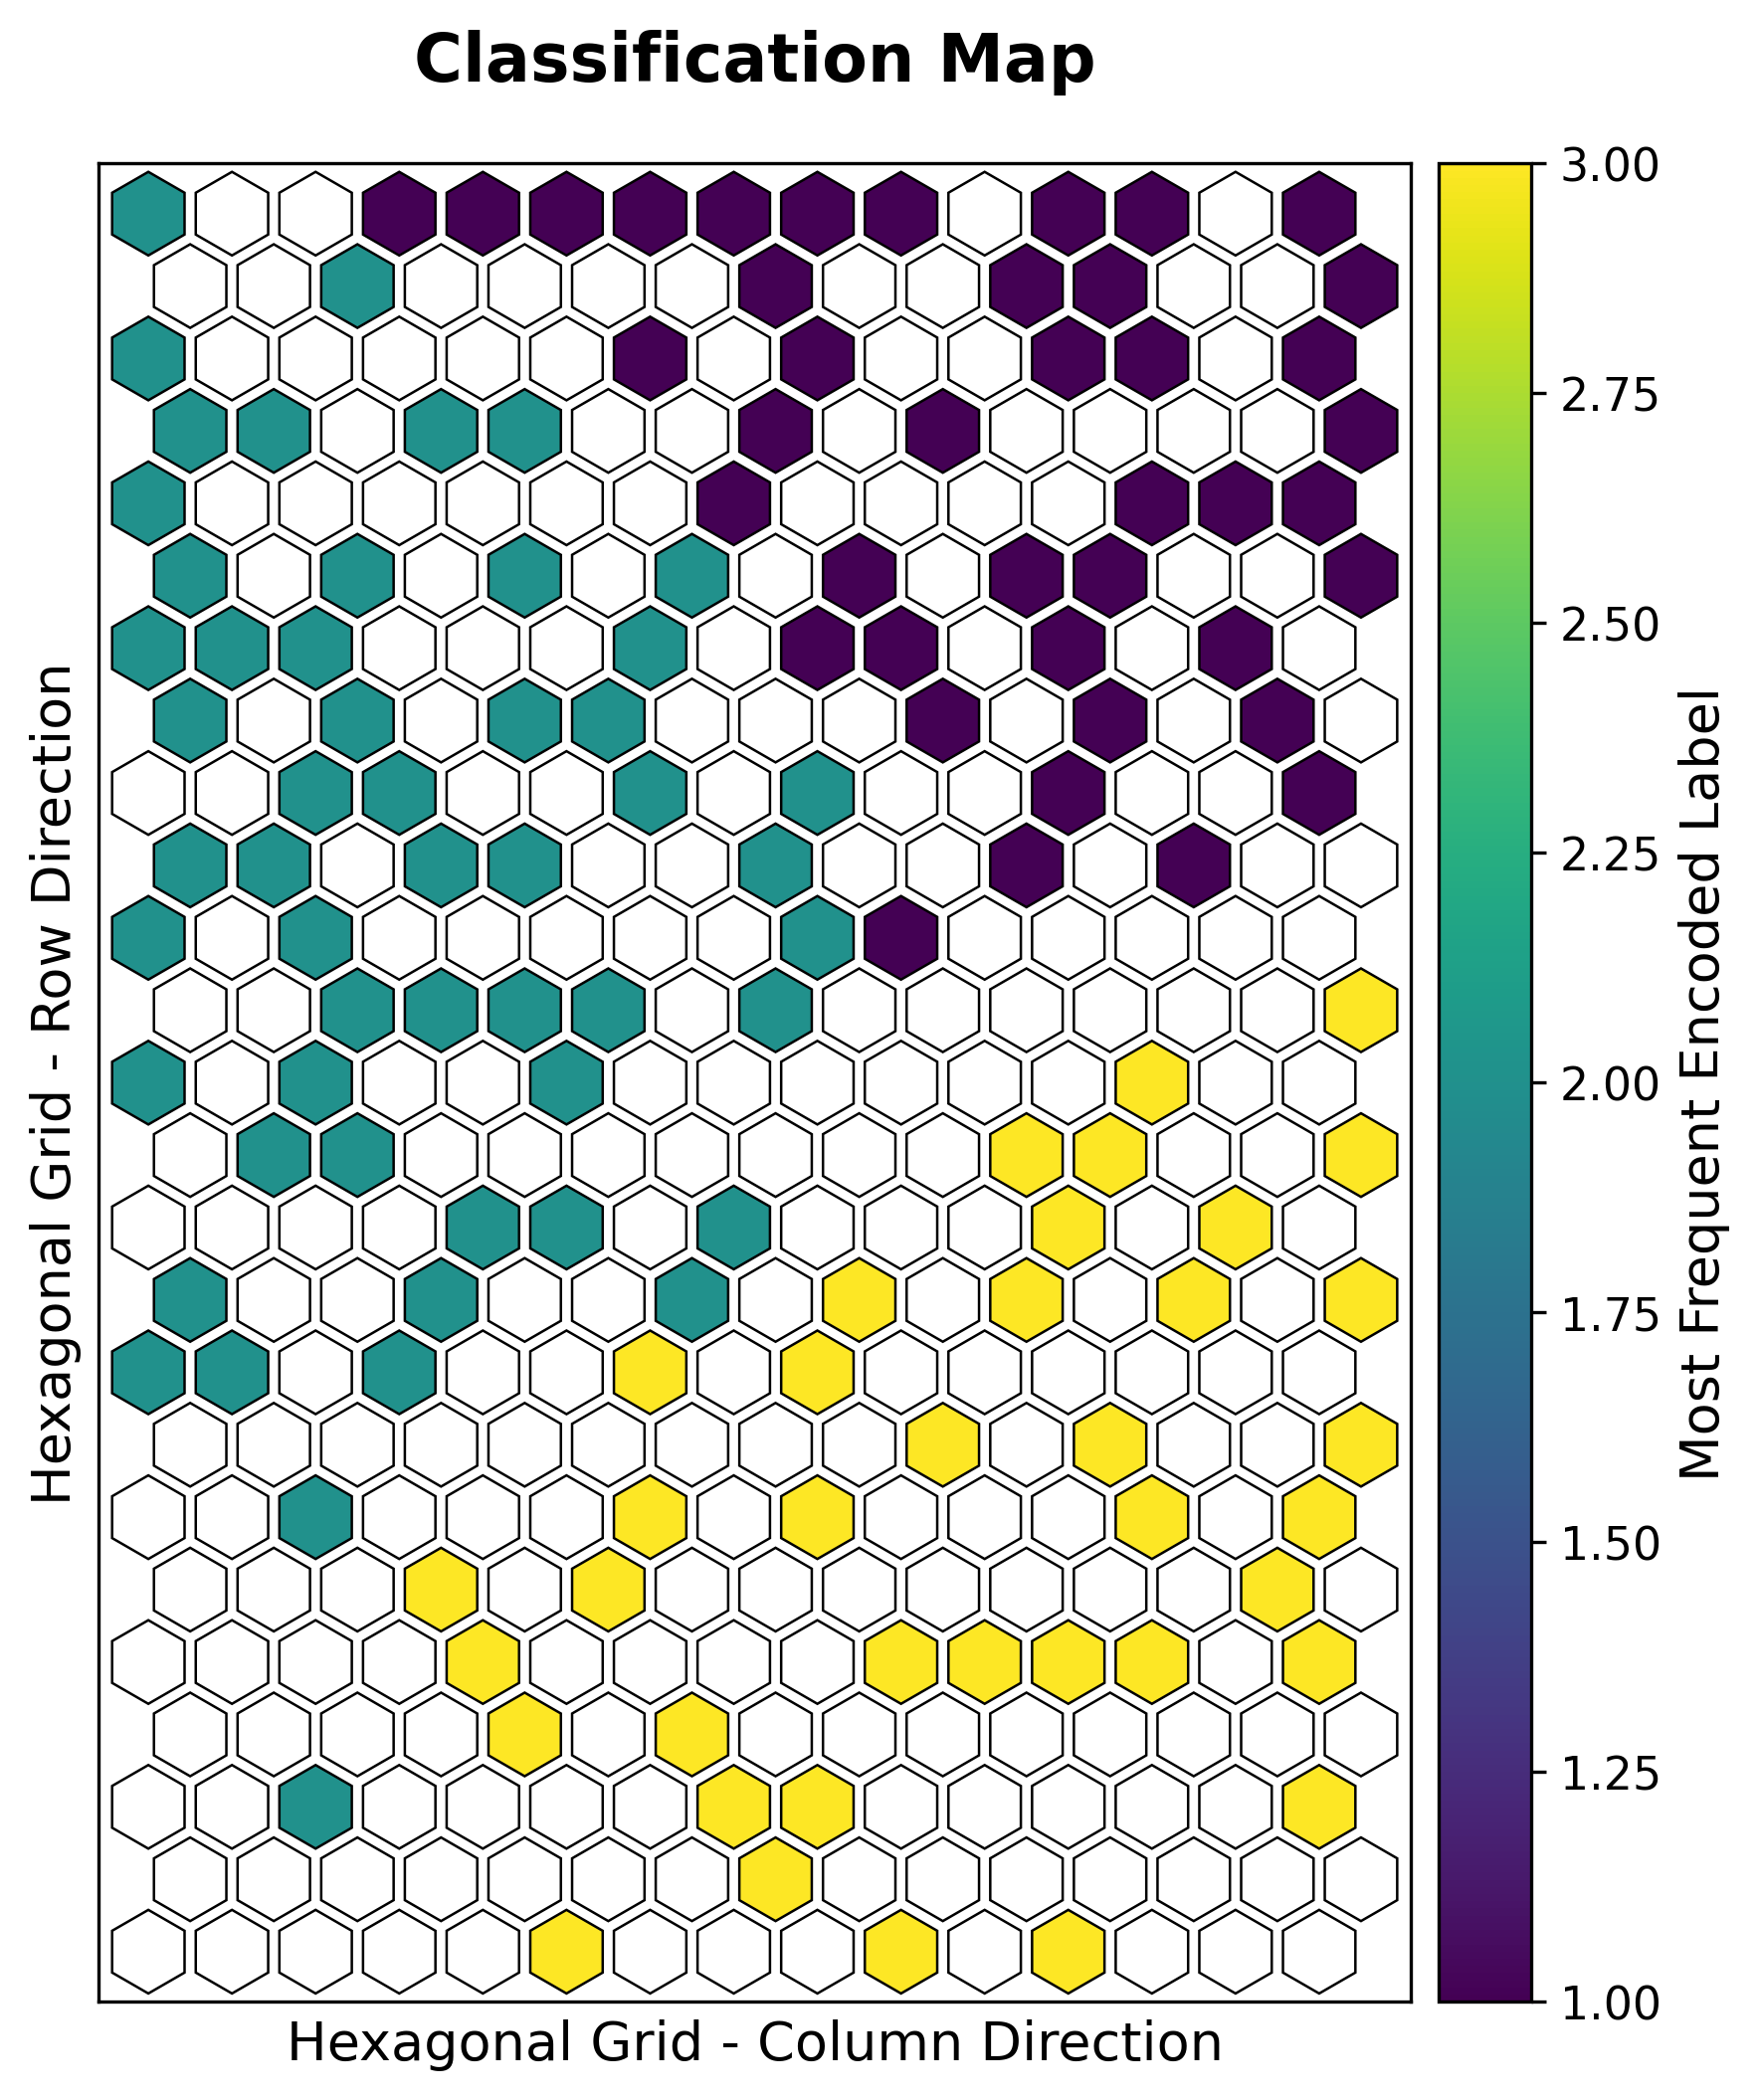 Classification Map
Hexagonal Grid - Row Direction
Hexagonal Grid - Column Direction
3.00
2.75
2.50
2.25
2.00
1.75
1.50
1.25
1.00
Most Frequent Encoded Label